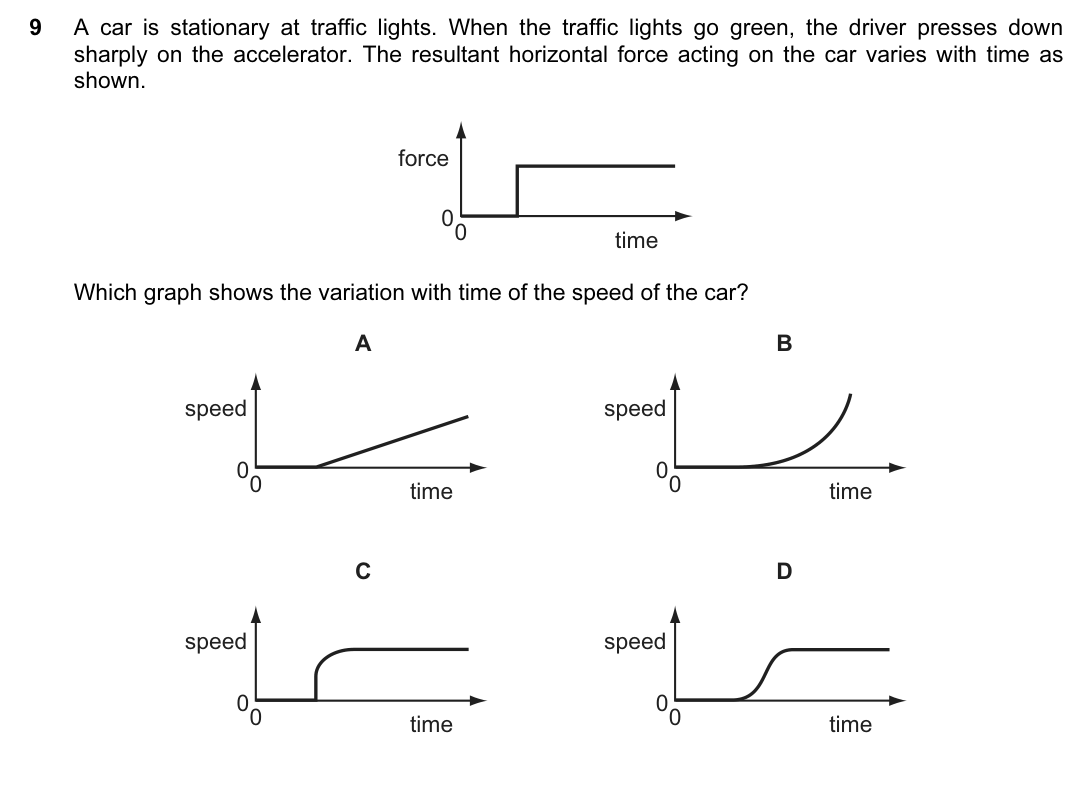 9 A car is stationary at traffic lights. When the traffic lights go green, the driver presses down
sharply on the accelerator. The resultant horizontal force acting on the car varies with time as
shown.
force
0
0
time
Which graph shows the variation with time of the speed of the car?
A
speed
0
0
time
B
speed
0
0
time
C
speed
0
0
time
D
speed
0
0
time